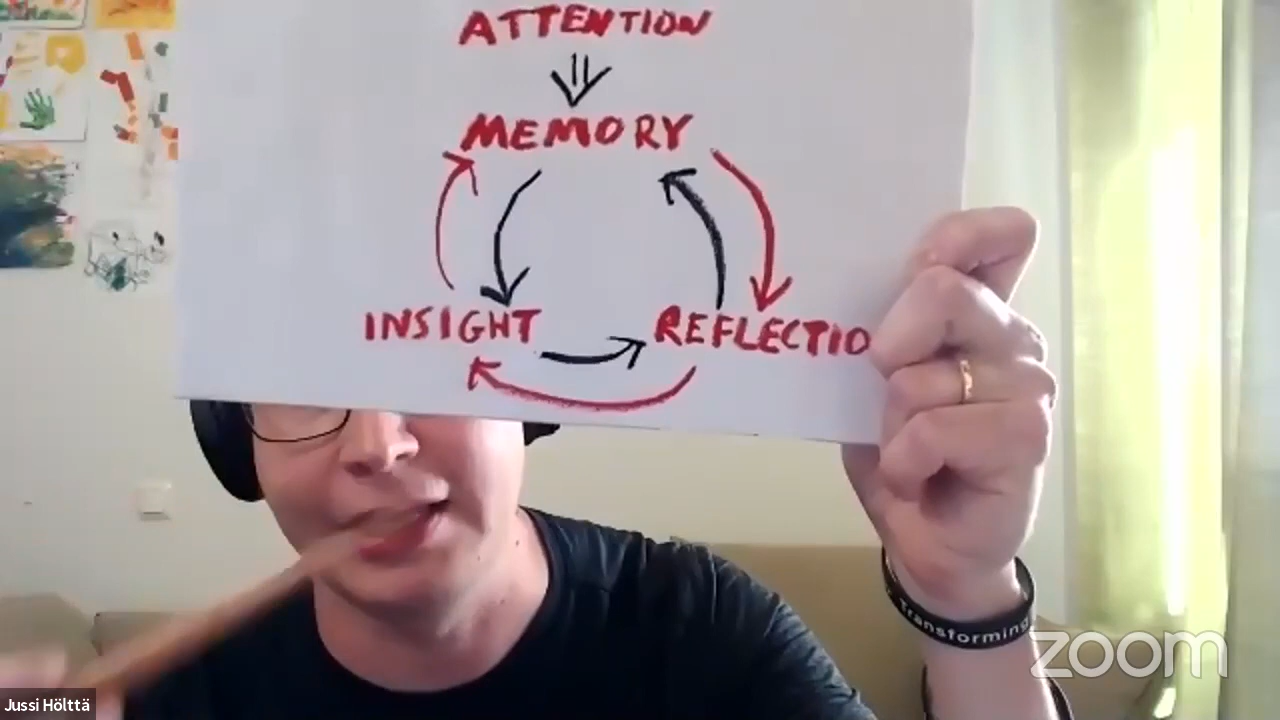 ATTENTION
MEMORY
INSIGHT
REFLECTIO
Transforming
zoom
Jussi Hölttä